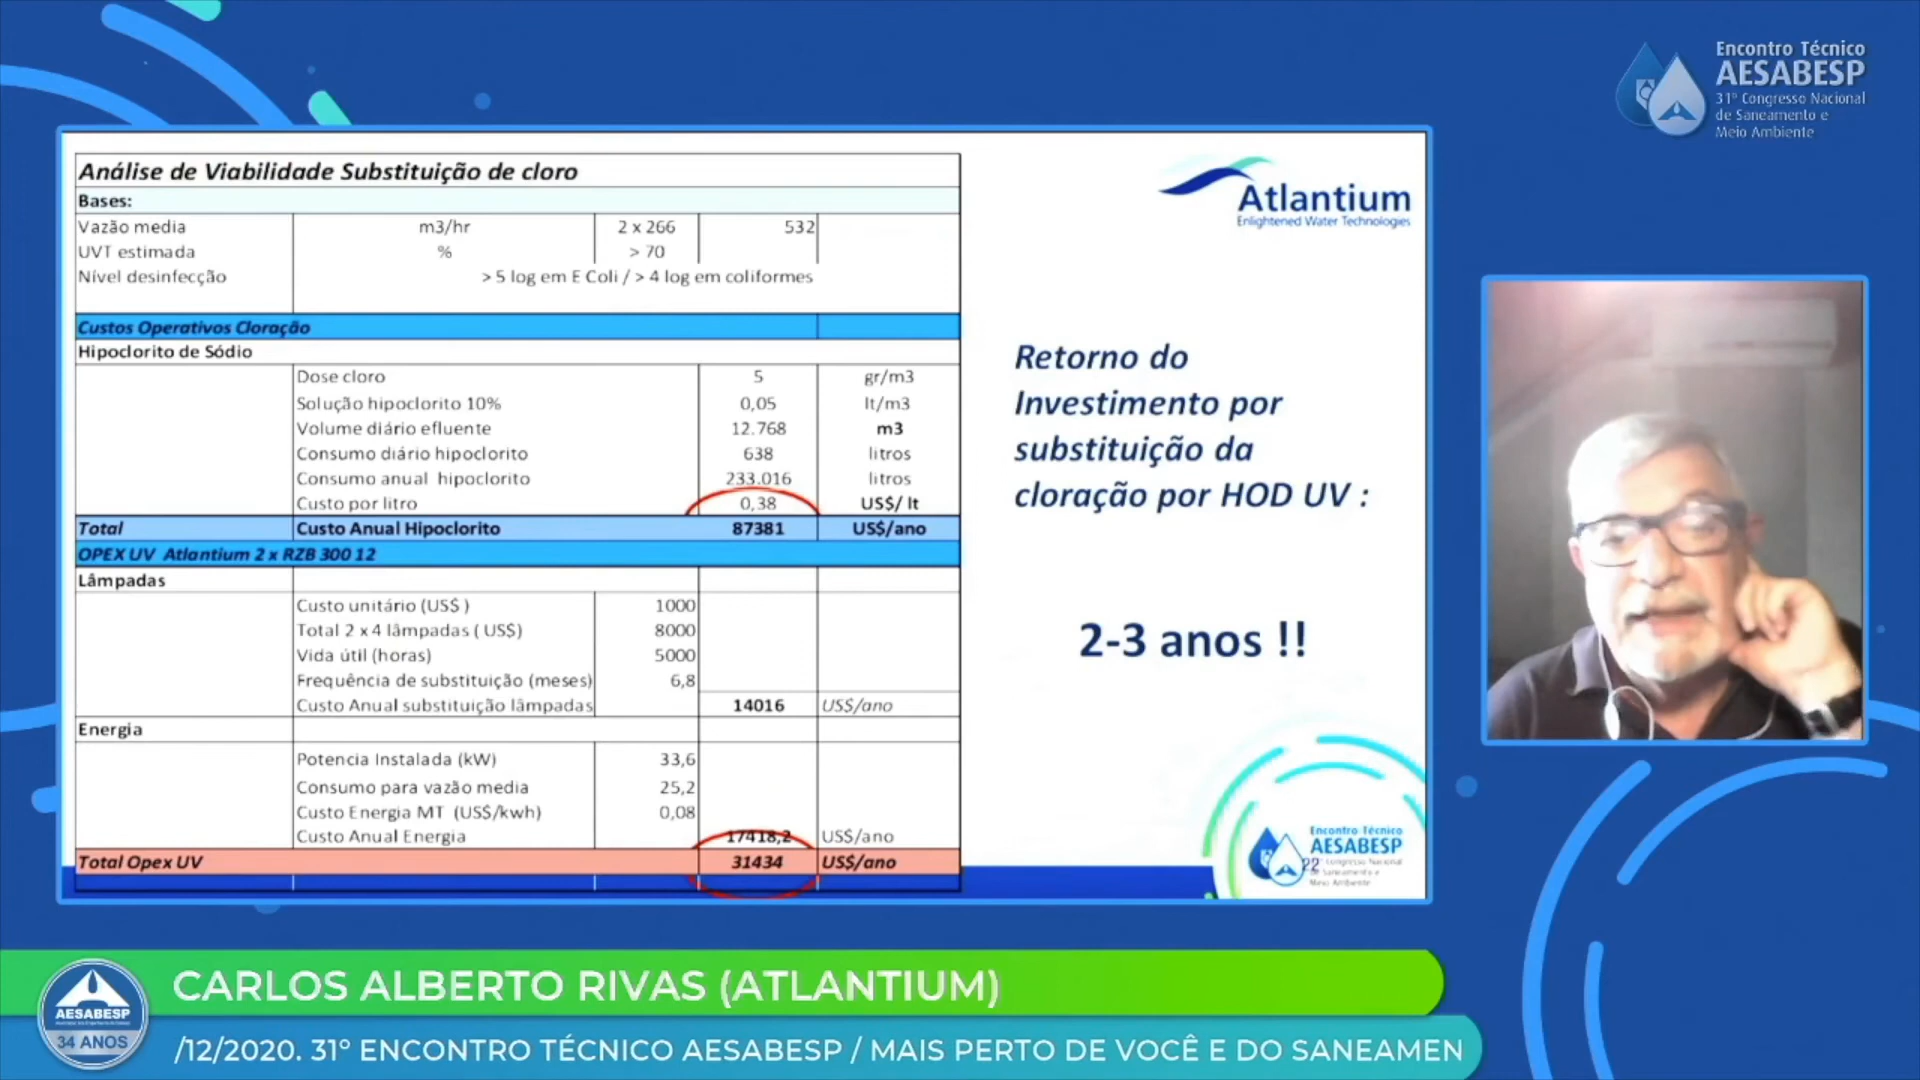 Encontro Técnico
AESABESP
31º Congresso Nacional
de Saneamento e
Meio Ambiente
Análise de Viabilidade Substituição de cloro
Bases:
Vazão media m3/hr 2 x 266 532
UVT estimada % > 70
Nível desinfecção > 5 log em E Coli / > 4 log em coliformes
Custos Operativos Cloração
Hipoclorito de Sódio
Dose cloro 5 gr/m3
Solução hipoclorito 10% 0,05 lt/m3
Volume diário efluente 12.768 m3
Consumo diário hipoclorito 638 litros
Consumo anual hipoclorito 233.016 litros
Custo por litro 0,38 US$/ lt
Total Custo Anual Hipoclorito 87381 US$/ano
OPEX UV Atlantium 2 x RZB 300 12
Lâmpadas
Custo unitário (US$ ) 1000
Total 2 x 4 lâmpadas ( US$) 8000
Vida útil (horas) 5000
Frequência de substituição (meses) 6,8
Custo Anual substituição lâmpadas 14016 US$/ano
Energia
Potencia Instalada (kW) 33,6
Consumo para vazão media 25,2
Custo Energia MT (US$/kwh) 0,08
Custo Anual Energia 17418,2 US$/ano
Total Opex UV 31434 US$/ano
Atlantium
Enlightened Water Technologies
Retorno do
Investimento por
substituição da
cloração por HOD UV :
2-3 anos !!
Encontro Técnico
AESABESP
22º Congresso Nacional
de Saneamento e
Meio Ambiente
CARLOS ALBERTO RIVAS (ATLANTIUM)
AESABESP
34 ANOS
/12/2020. 31º ENCONTRO TÉCNICO AESABESP / MAIS PERTO DE VOCÊ E DO SANEAMEN